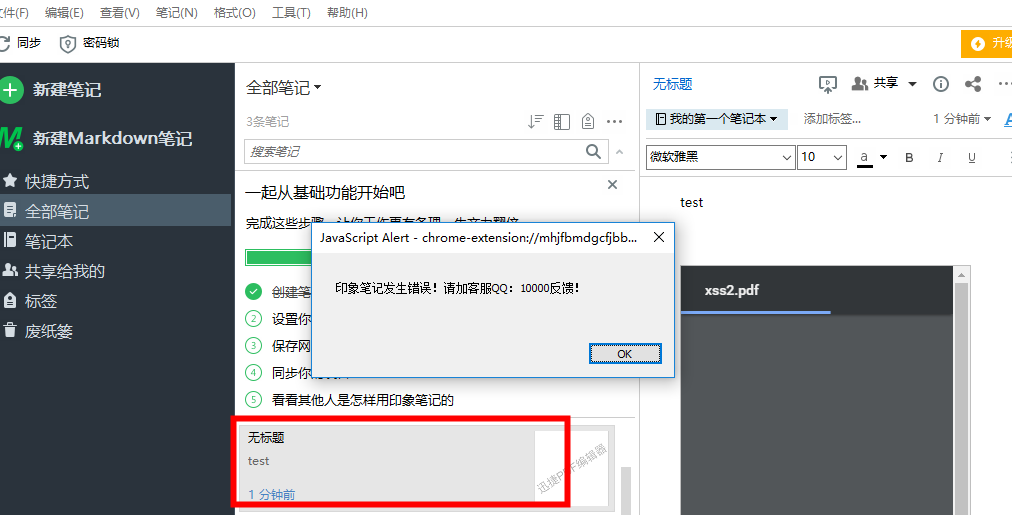 文件(F) 编辑(E) 查看(V) 笔记(N) 格式(O) 工具(T) 帮助(H)
同步 密码锁
升级
新建笔记
新建Markdown笔记
快捷方式
全部笔记
笔记本
共享给我的
标签
废纸篓
全部笔记
3条笔记
搜索笔记
一起从基础功能开始吧
完成这些步骤，让你工作更有条理，生产力翻倍
创建笔
2 设置你
3 保存网
4 同步你
5 看看其他人是怎样用印象笔记的
无标题
test
1 分钟前
迅捷PDF编辑器
JavaScript Alert - chrome-extension://mhjfbmdgcfjbb...
印象笔记发生错误！请加客服QQ：10000反馈！
OK
无标题 共享
我的第一个笔记本 添加标签... 1 分钟前
微软雅黑 10 a B I U
test
xss2.pdf